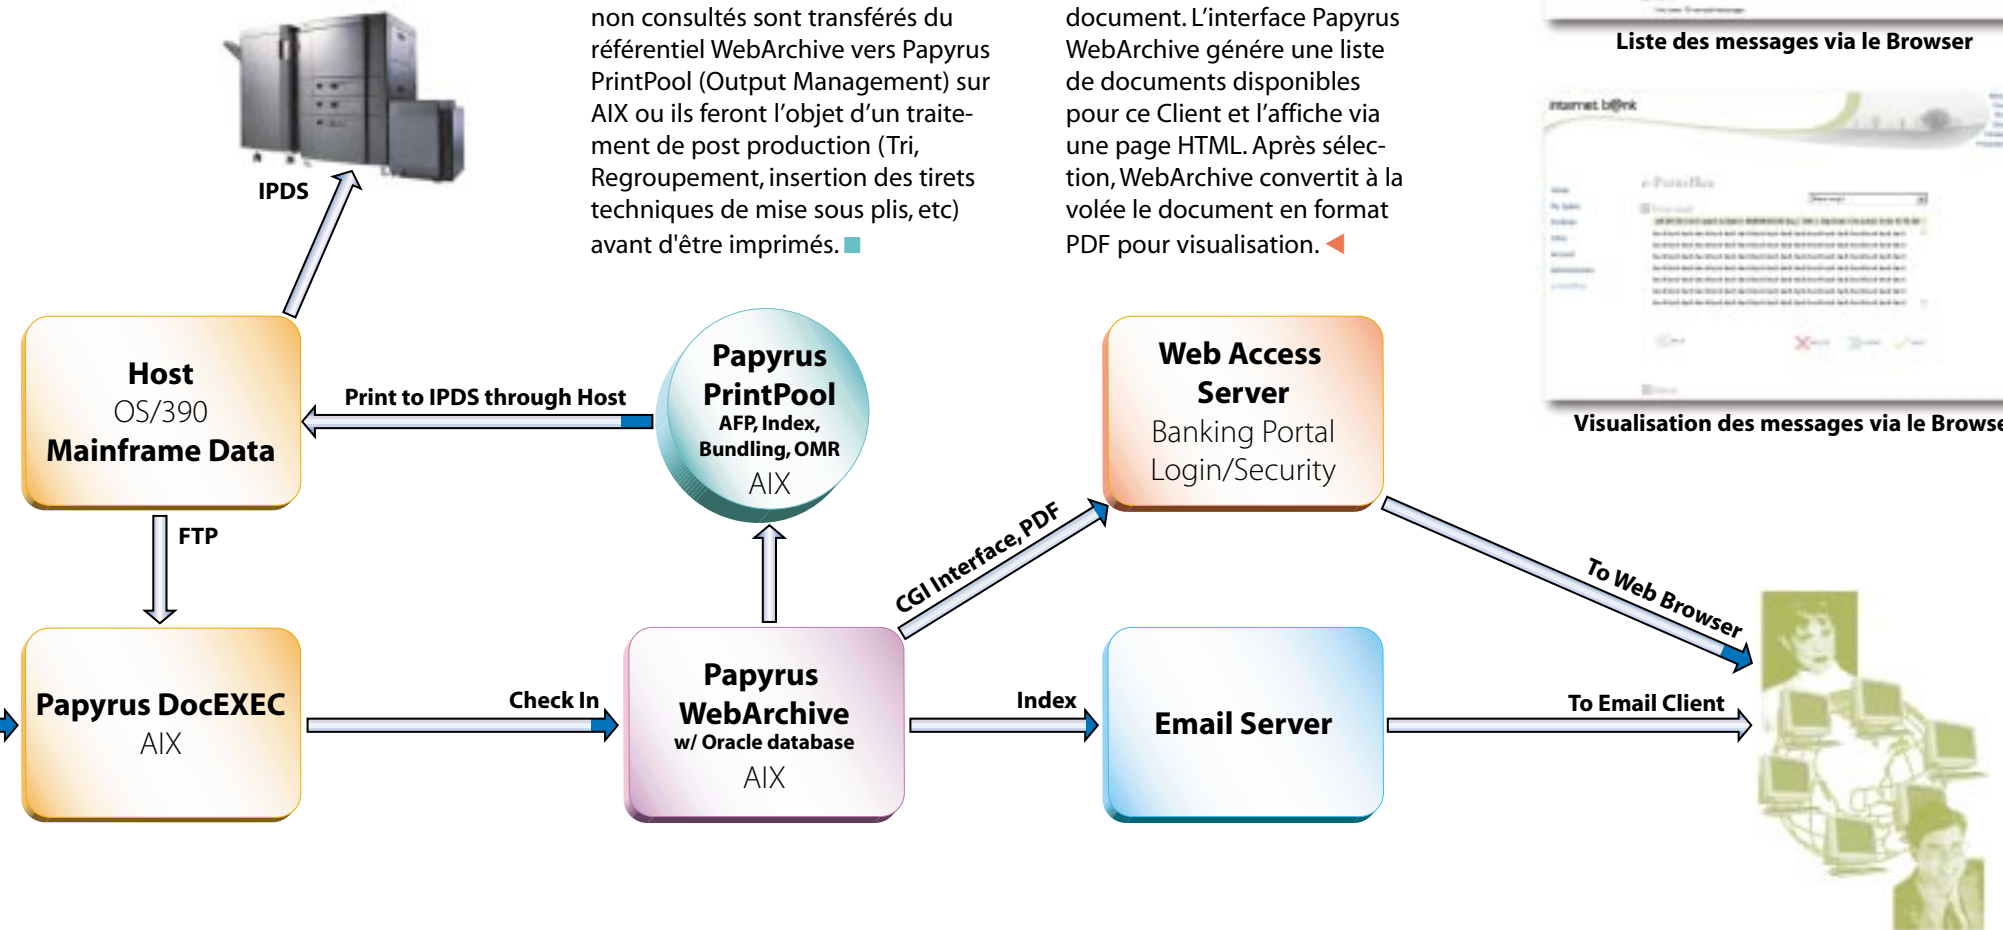 non consultés sont transférés du
référentiel WebArchive vers Papyrus
PrintPool (Output Management) sur
AIX ou ils feront l'objet d'un traite-
ment de post production (Tri,
Regroupement, insertion des tirets
techniques de mise sous plis, etc)
avant d'être imprimés.
document. L'interface Papyrus
WebArchive génére une liste
de documents disponibles
pour ce Client et l'affiche via
une page HTML. Après sélec-
tion, WebArchive convertit à la
volée le document en format
PDF pour visualisation.
Liste des messages via le Browser
internet b@nk
Visualisation des messages via le Browse
IPDS
Host
OS/390
Mainframe Data
Print to IPDS through Host
Papyrus
PrintPool
AFP, Index,
Bundling, OMR
AIX
Web Access
Server
Banking Portal
Login/Security
FTP
CGI Interface, PDF
To Web Browser
Papyrus DocEXEC
AIX
Check In
Papyrus
WebArchive
w/ Oracle database
AIX
Index
Email Server
To Email Client